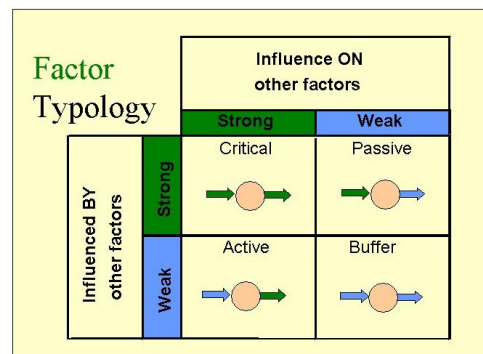 Factor
Typology
Influence ON
other factors
Strong
Weak
Influenced BY
other factors
Strong
Critical
Passive
Weak
Active
Buffer